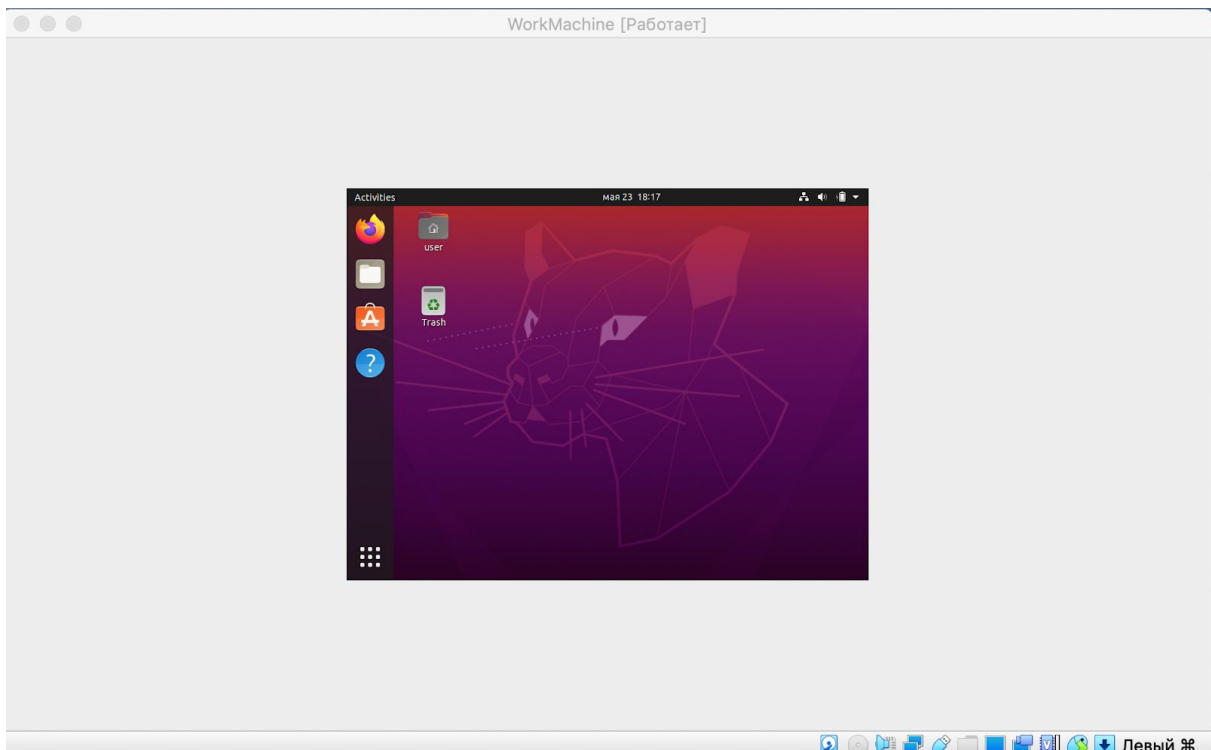 WorkMachine [Работает]
Activities
мая 23 18:17
user
Trash
Левый ⌘